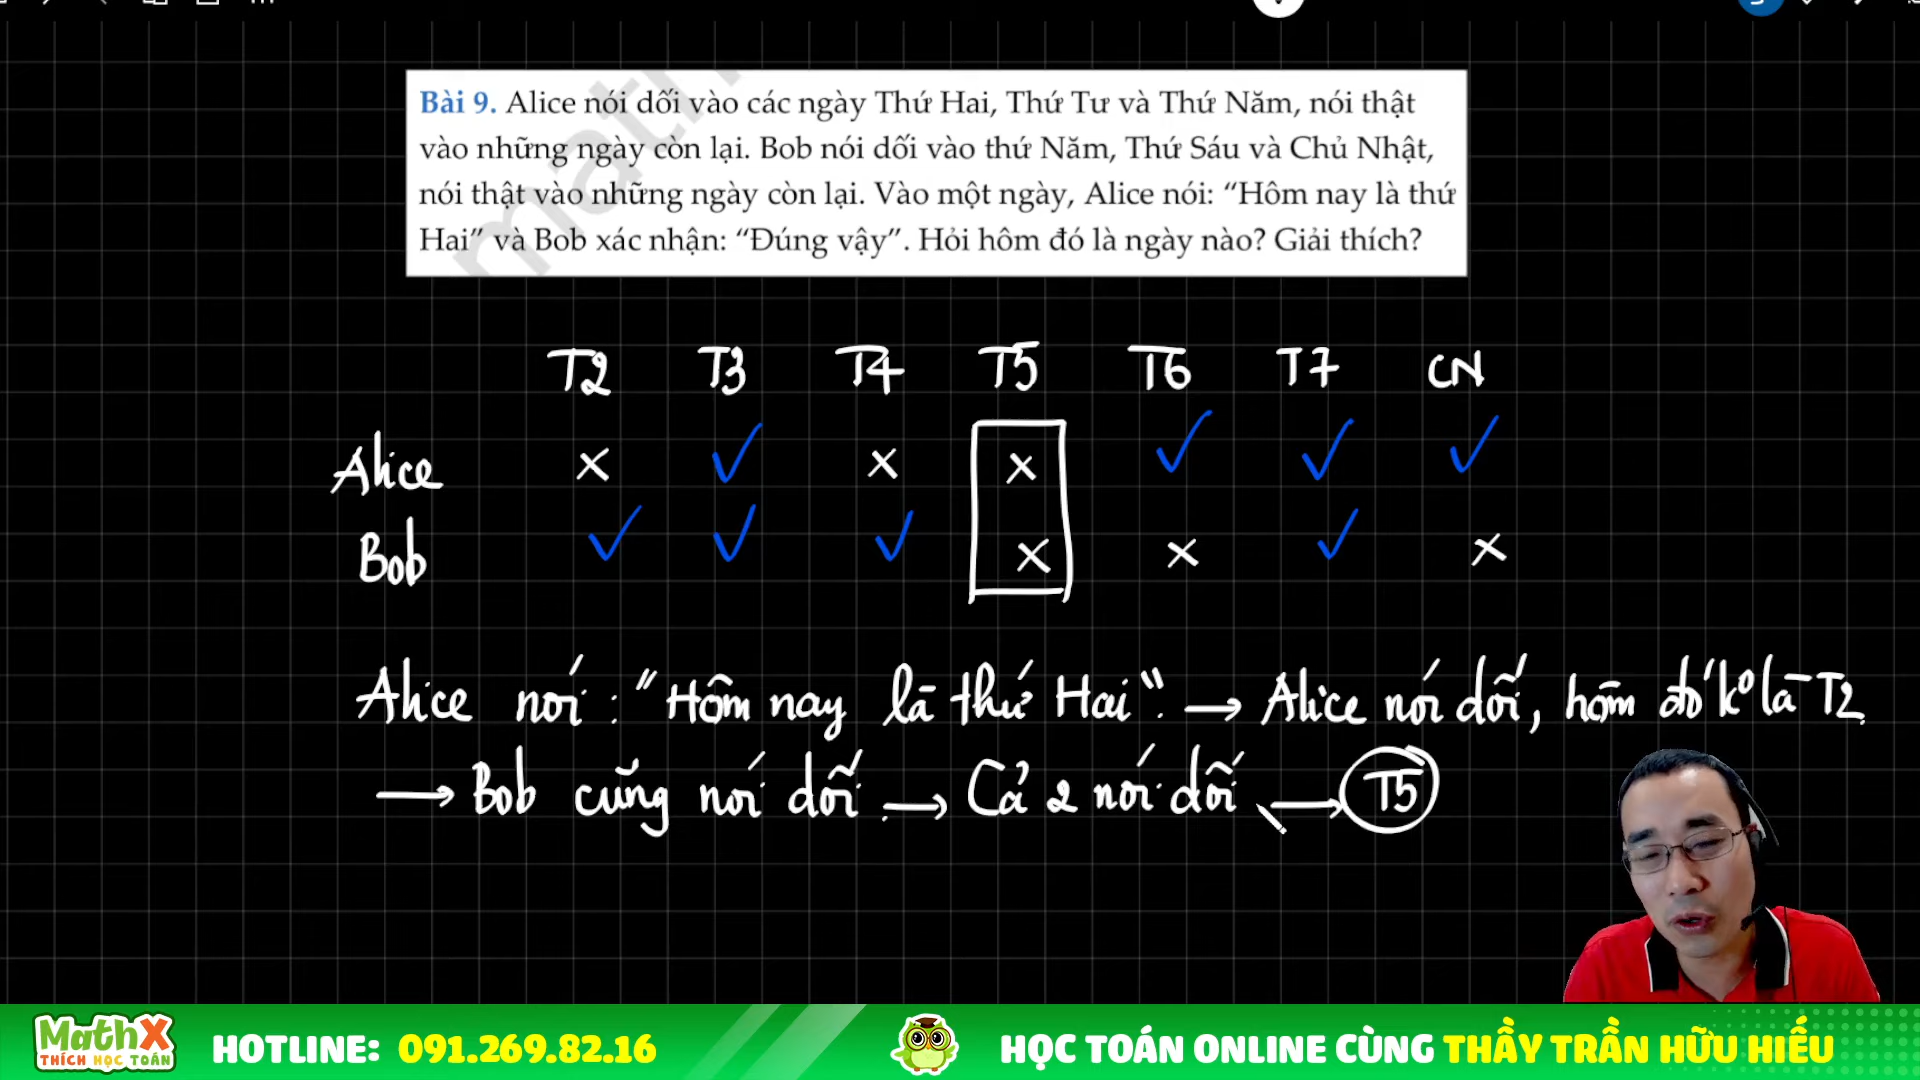 Bài 9. Alice nói dối vào các ngày Thứ Hai, Thứ Tư và Thứ Năm, nói thật
vào những ngày còn lại. Bob nói dối vào thứ Năm, Thứ Sáu và Chủ Nhật,
nói thật vào những ngày còn lại. Vào một ngày, Alice nói: “Hôm nay là thứ
Hai” và Bob xác nhận: “Đúng vậy”. Hỏi hôm đó là ngày nào? Giải thích?
T2 T3 T4 T5 T6 T7 CN
Alice x ✓ x x ✓ ✓ ✓
Bob ✓ ✓ ✓ x x ✓ x
Alice nói : “Hôm nay là thứ Hai”. → Alice nói dối, hôm đó k° là T2
→ Bob cũng nói dối. → Cả 2 nói dối → T5
MathX
THÍCH HỌC TOÁN
HOTLINE: 091.269.82.16
HỌC TOÁN ONLINE CÙNG THẦY TRẦN HỮU HIẾU